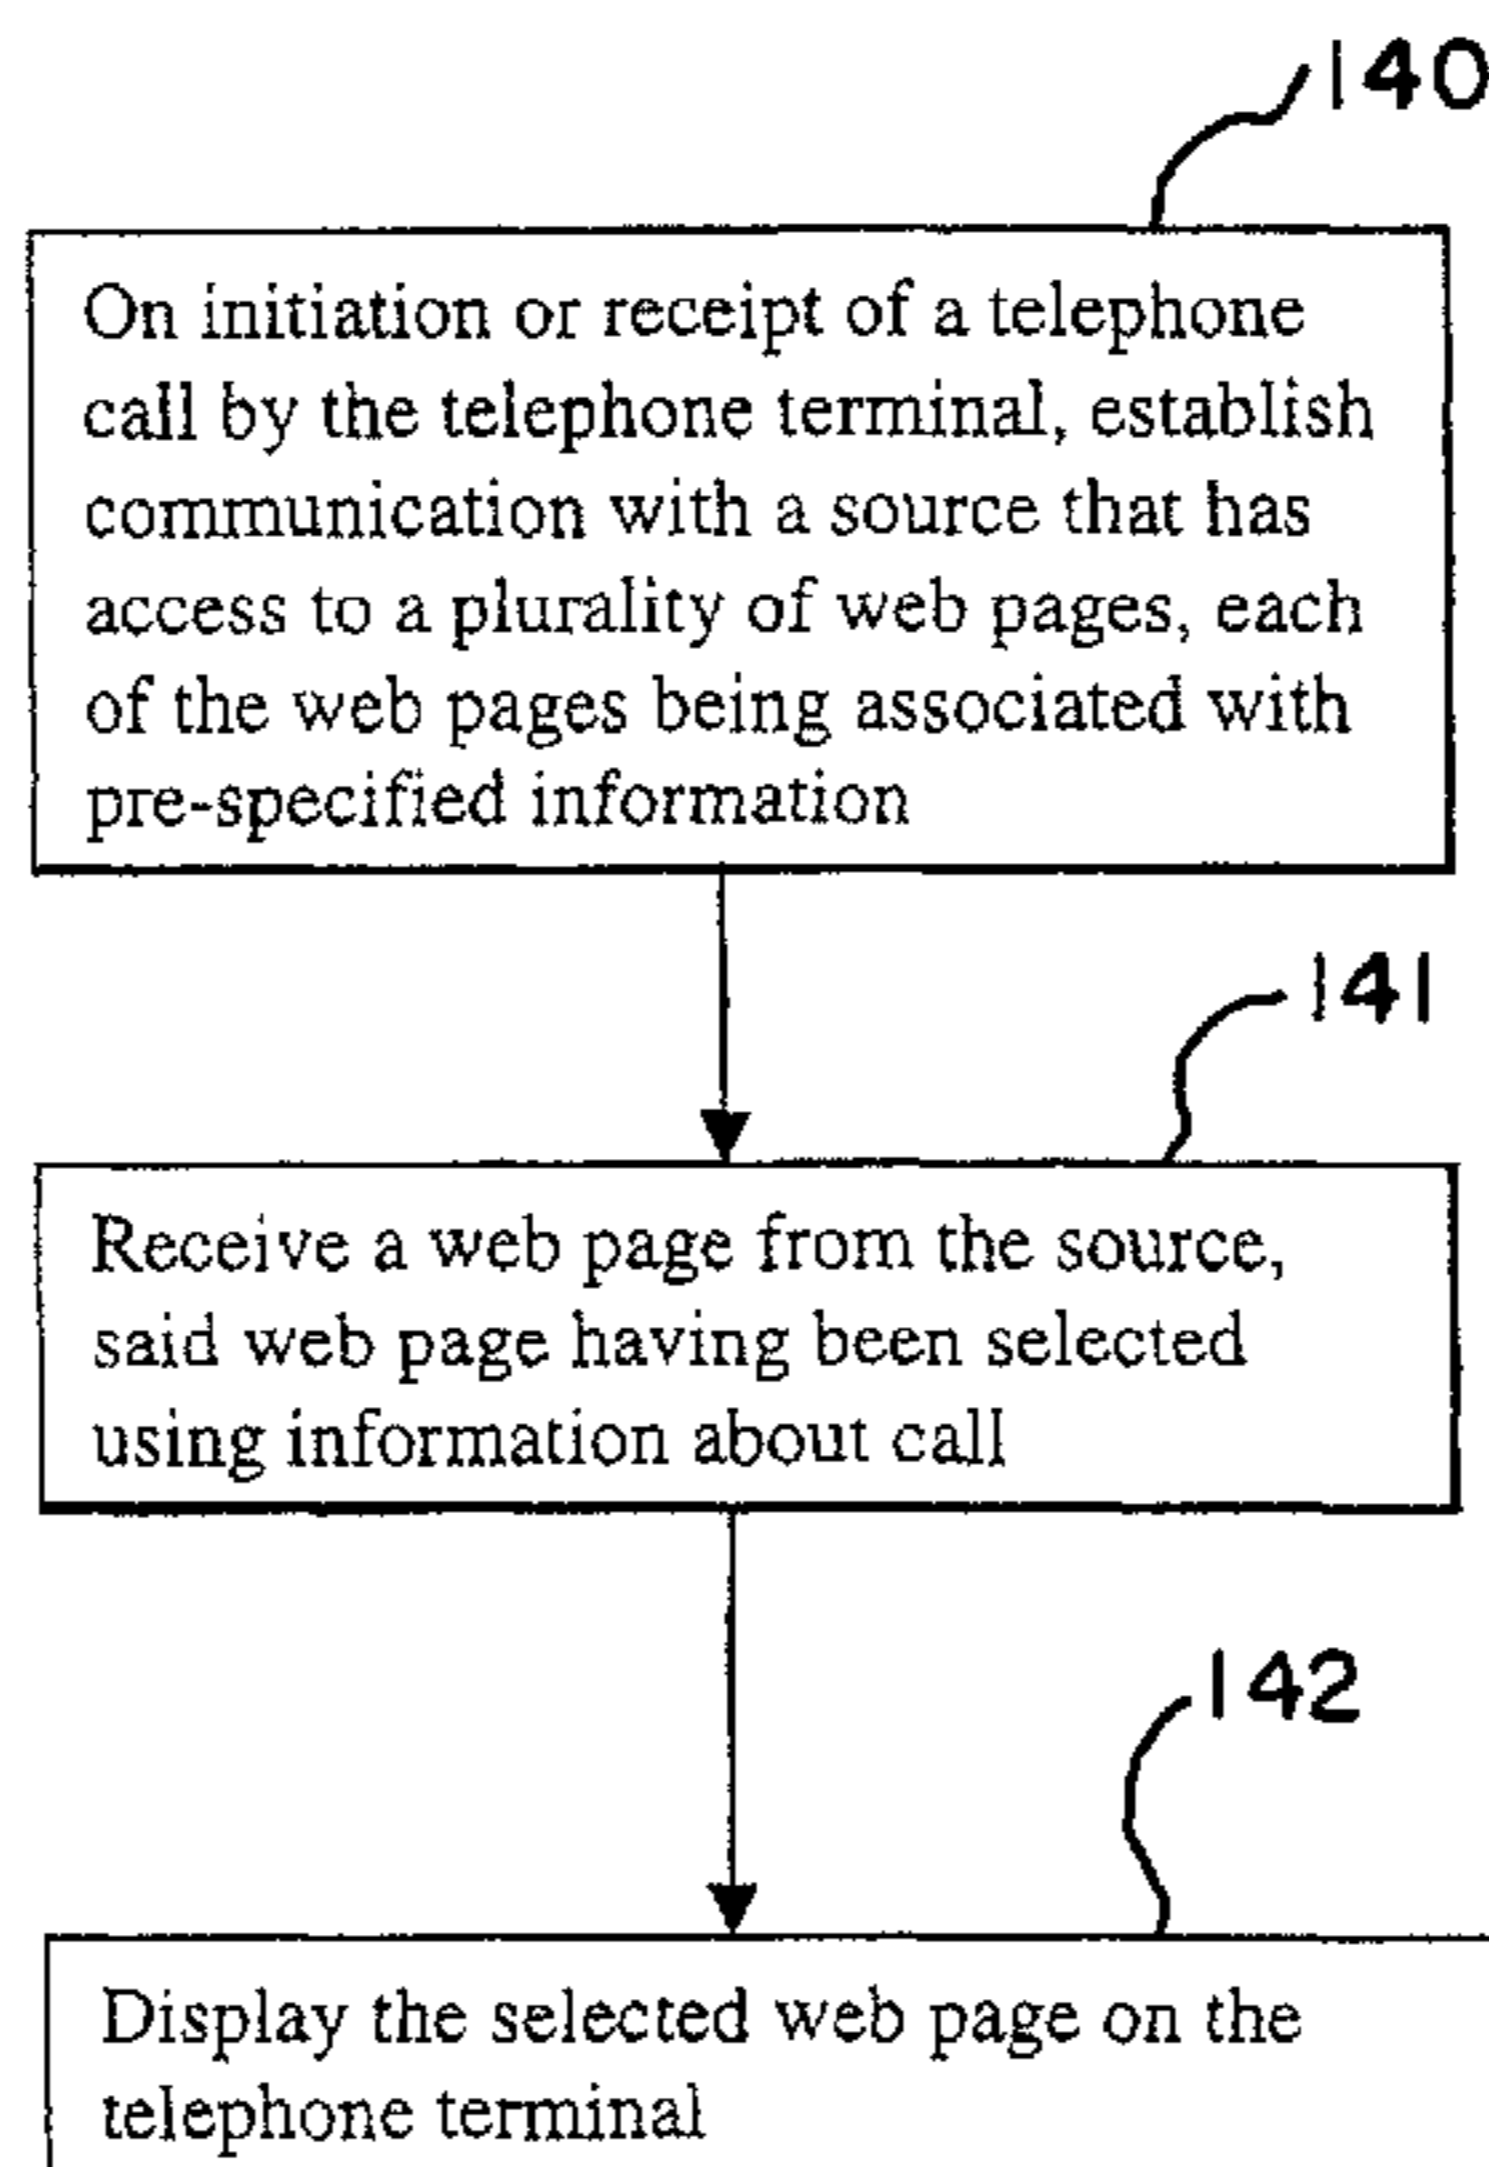 140
On initiation or receipt of a telephone
call by the telephone terminal, establish
communication with a source that has
access to a plurality of web pages, each
of the web pages being associated with
pre-specified information
141
Receive a web page from the source,
said web page having been selected
using information about call
142
Display the selected web page on the
telephone terminal